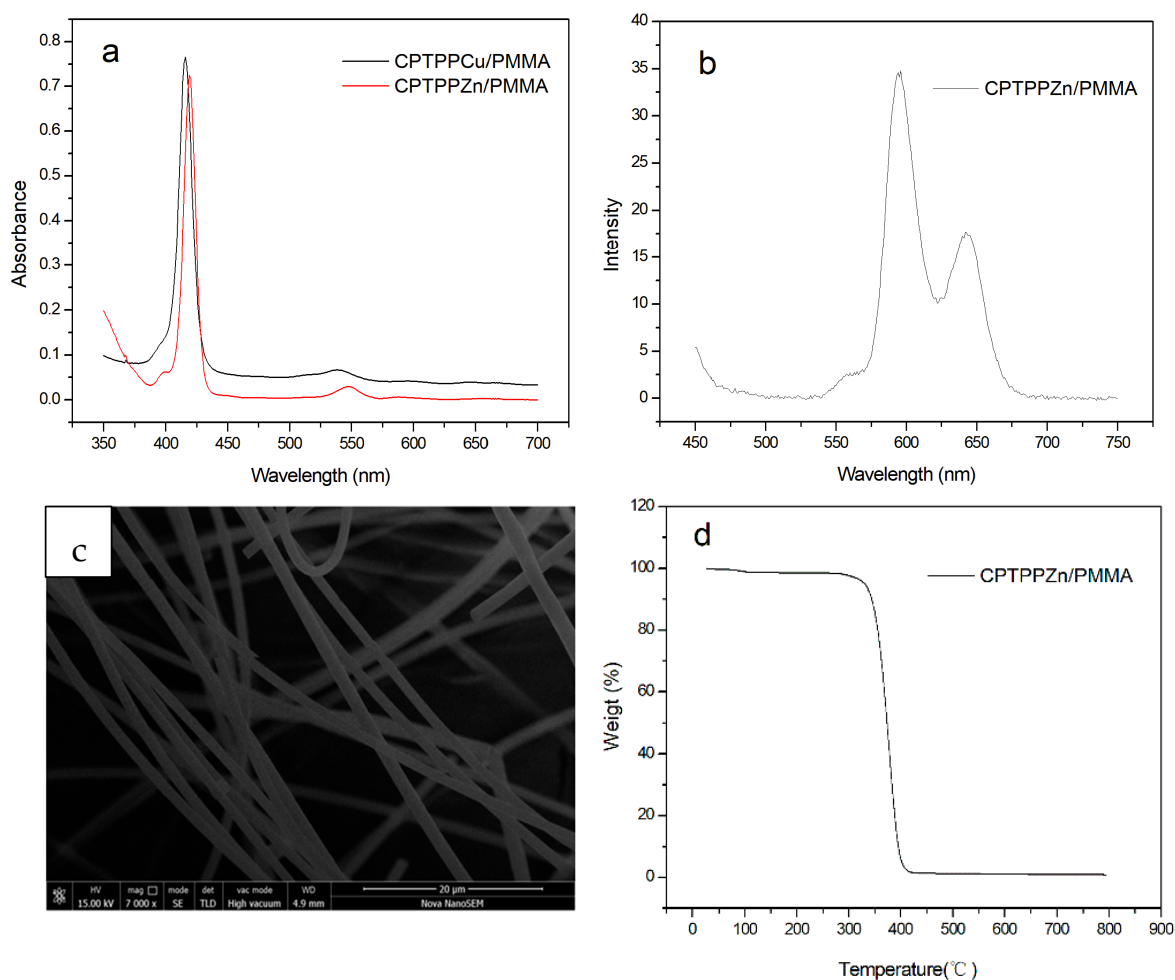 a
CPTPPCu/PMMA
CPTPPZn/PMMA
0.8
0.7
0.6
0.5
0.4
0.3
0.2
0.1
0.0
Absorbance
350 400 450 500 550 600 650 700
Wavelength (nm)
b
CPTPPZn/PMMA
40
35
30
25
20
15
10
5
0
Intensity
450 500 550 600 650 700 750
Wavelength (nm)
c
HV mag mode det vac mode WD 20 µm
15.00 kV 7 000 x SE TLD High vacuum 4.9 mm Nova NanoSEM
d
CPTPPZn/PMMA
120
100
80
60
40
20
0
Weigt (%)
0 100 200 300 400 500 600 700 800 900
Temperature(℃)